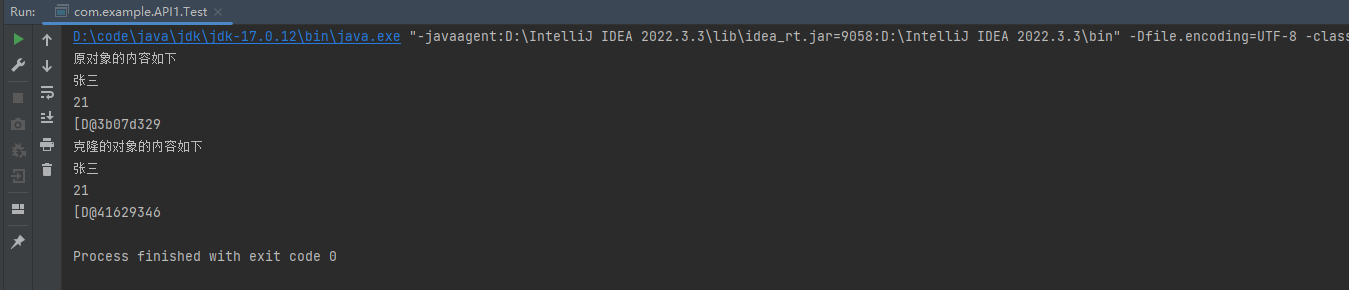 Run: com.example.API1.Test
D:\code\java\jdk\jdk-17.0.12\bin\java.exe "-javaagent:D:\IntelliJ IDEA 2022.3.3\lib\idea_rt.jar=9058:D:\IntelliJ IDEA 2022.3.3\bin" -Dfile.encoding=UTF-8 -class
原对象的内容如下
张三
21
[D@3b07d329
克隆的对象的内容如下
张三
21
[D@41629346
Process finished with exit code 0